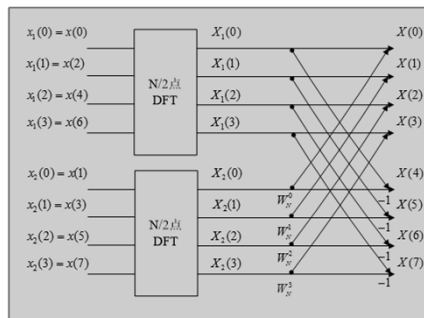 x₁(0) = x(0)
X₁(0)
X(0)
x₁(1) = x(2)
X₁(1)
X(1)
N/2点
DFT
x₁(2) = x(4)
X₁(2)
X(2)
x₁(3) = x(6)
X₁(3)
X(3)
x₂(0) = x(1)
X₂(0)
X(4)
W_N^0
-1
x₂(1) = x(3)
X₂(1)
X(5)
N/2点
DFT
W_N^1
-1
x₂(2) = x(5)
X₂(2)
X(6)
W_N^2
-1
x₂(3) = x(7)
X₂(3)
X(7)
W_N^3
-1